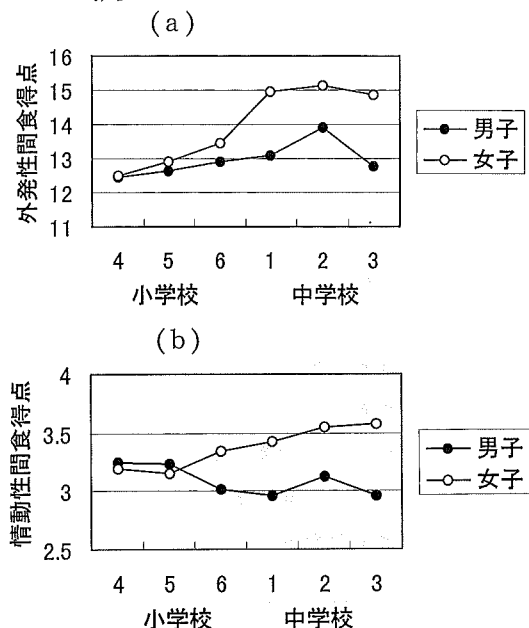 (a)
外発性間食得点
16
15
14
13
12
11
男子
女子
4 5 6 1 2 3
小学校 中学校
(b)
情動性間食得点
4
3.5
3
2.5
男子
女子
4 5 6 1 2 3
小学校 中学校